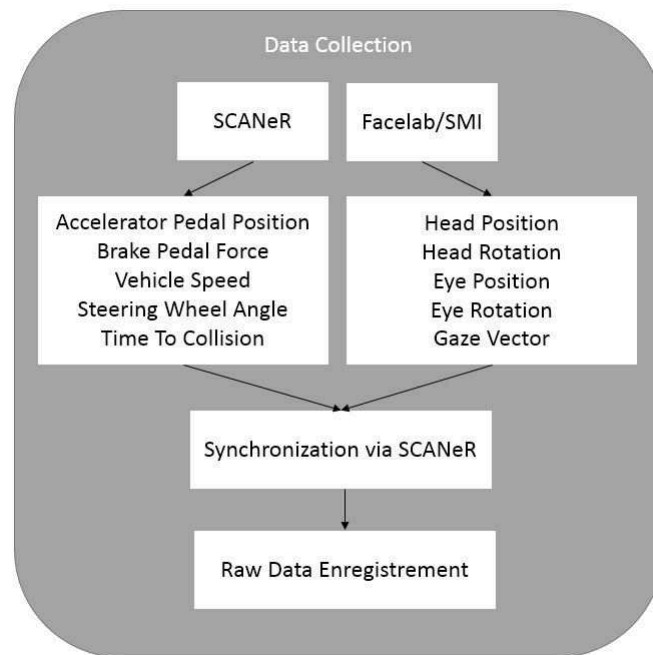 Data Collection
SCANeR
Facelab/SMI
Accelerator Pedal Position
Brake Pedal Force
Vehicle Speed
Steering Wheel Angle
Time To Collision
Head Position
Head Rotation
Eye Position
Eye Rotation
Gaze Vector
Synchronization via SCANeR
Raw Data Enregistrement